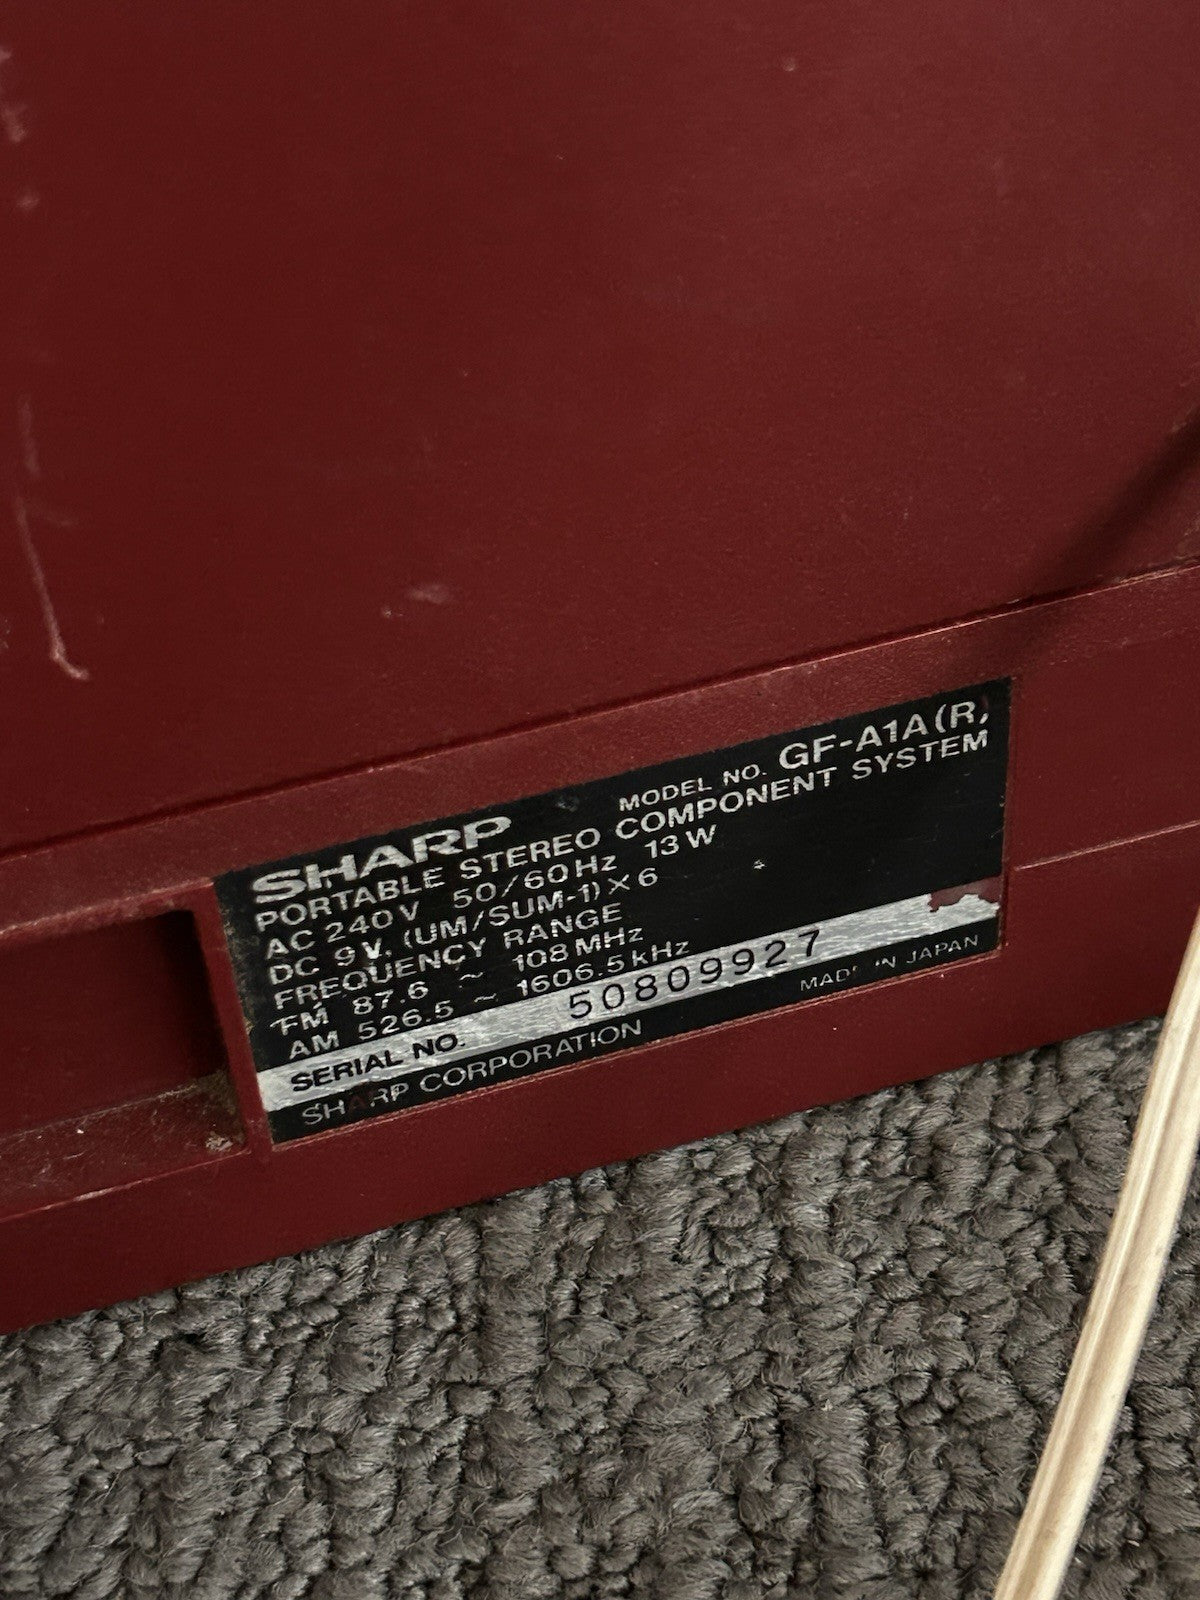 SHARP MODEL NO. GF-A1A(R)
PORTABLE STEREO COMPONENT SYSTEM
AC 240V 50/60Hz 13W
DC 9V, (UM/SUM-1)×6
FREQUENCY RANGE
FM 87.6 ~ 108MHz
AM 526.5 ~ 1606.5kHz
SERIAL NO. 50809927
SHARP CORPORATION MADE IN JAPAN